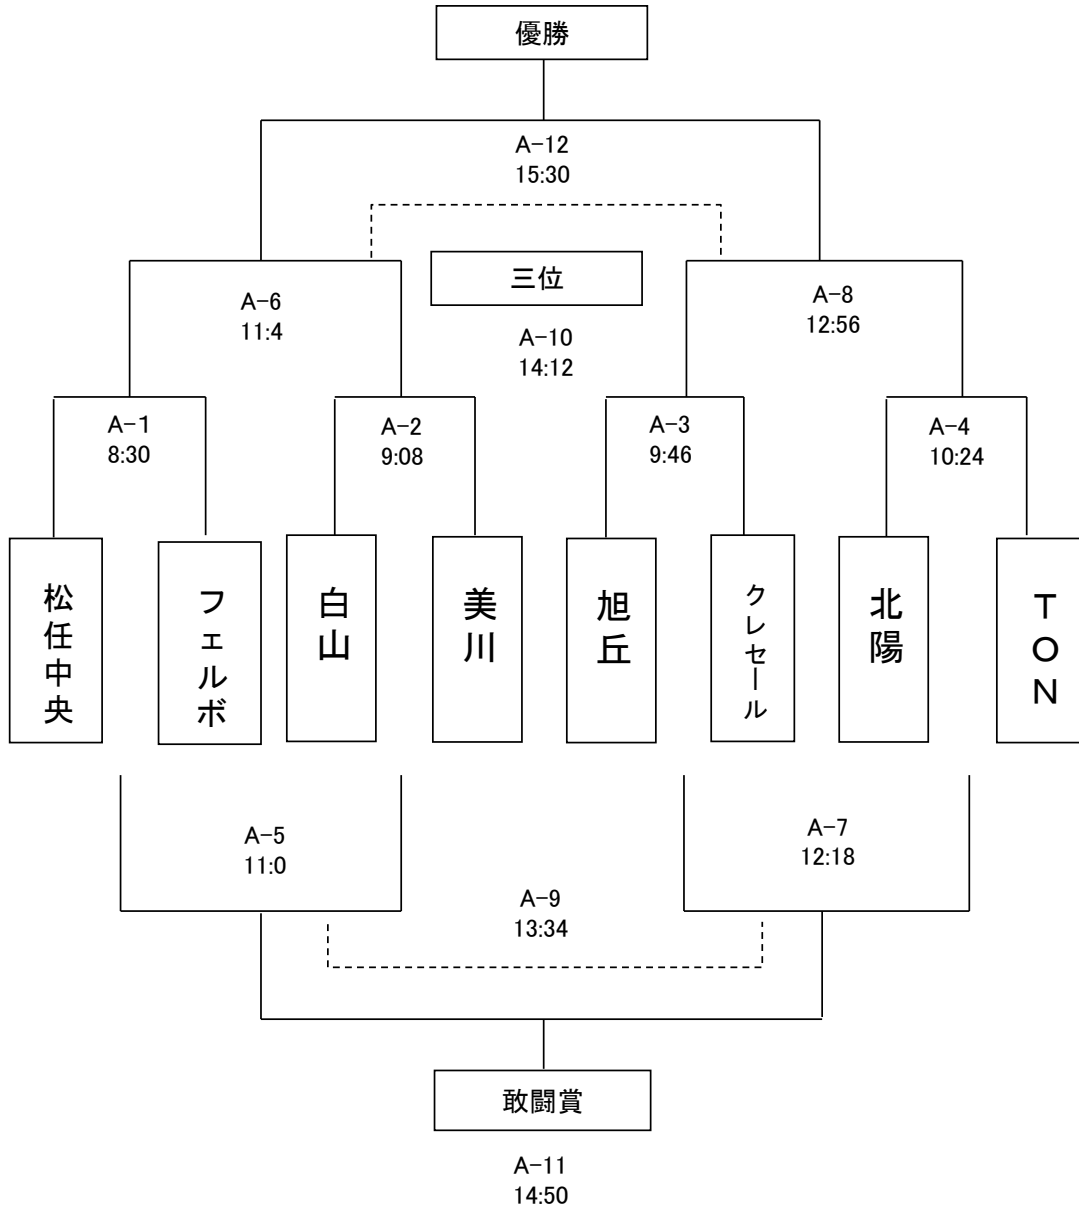 優勝
A-12
15:30
三位
A-6
11:4
A-8
12:56
A-10
14:12
A-1
8:30
A-2
9:08
A-3
9:46
A-4
10:24
松任中央
フェルボ
白山
美川
旭丘
クレセール
北陽
TON
A-5
11:0
A-7
12:18
A-9
13:34
敢闘賞
A-11
14:50